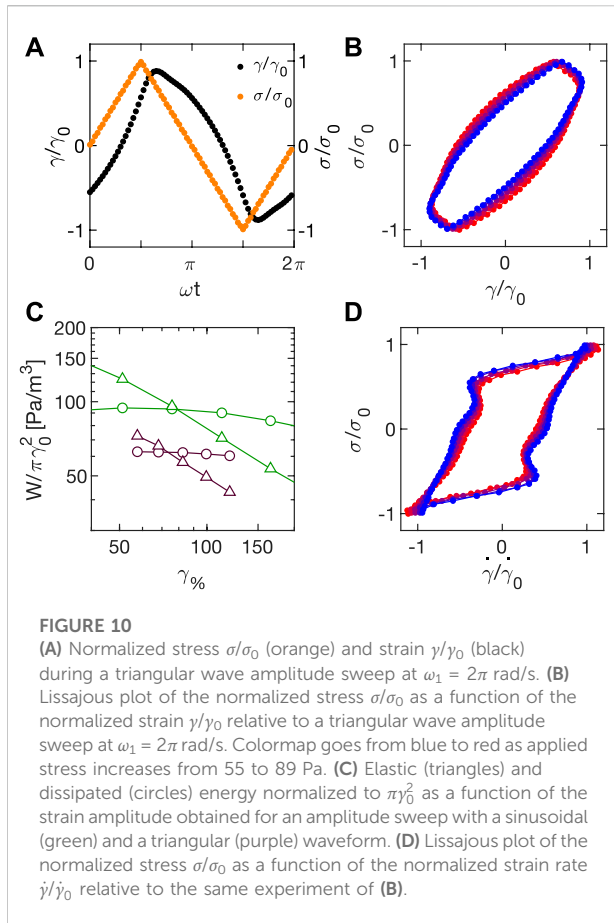 A
B
1
0
-1
γ/γ₀
γ/γ₀
σ/σ₀
1
0
-1
σ/σ₀
0
π
2π
ωt
1
0
-1
σ/σ₀
-1
0
1
γ/γ₀
C
D
200
150
100
50
W/πγ₀² [Pa/m³]
50
100
150
γ%
1
0
-1
σ/σ₀
-1
0
1
γ̇/γ̇₀
FIGURE 10
(A) Normalized stress σ/σ₀ (orange) and strain γ/γ₀ (black)
during a triangular wave amplitude sweep at ω₁ = 2π rad/s. (B)
Lissajous plot of the normalized stress σ/σ₀ as a function of the
normalized strain γ/γ₀ relative to a triangular wave amplitude
sweep at ω₁ = 2π rad/s. Colormap goes from blue to red as applied
stress increases from 55 to 89 Pa. (C) Elastic (triangles) and
dissipated (circles) energy normalized to πγ₀² as a function of the
strain amplitude obtained for an amplitude sweep with a sinusoidal
(green) and a triangular (purple) waveform. (D) Lissajous plot of the
normalized stress σ/σ₀ as a function of the normalized strain rate
γ̇/γ̇₀ relative to the same experiment of (B).